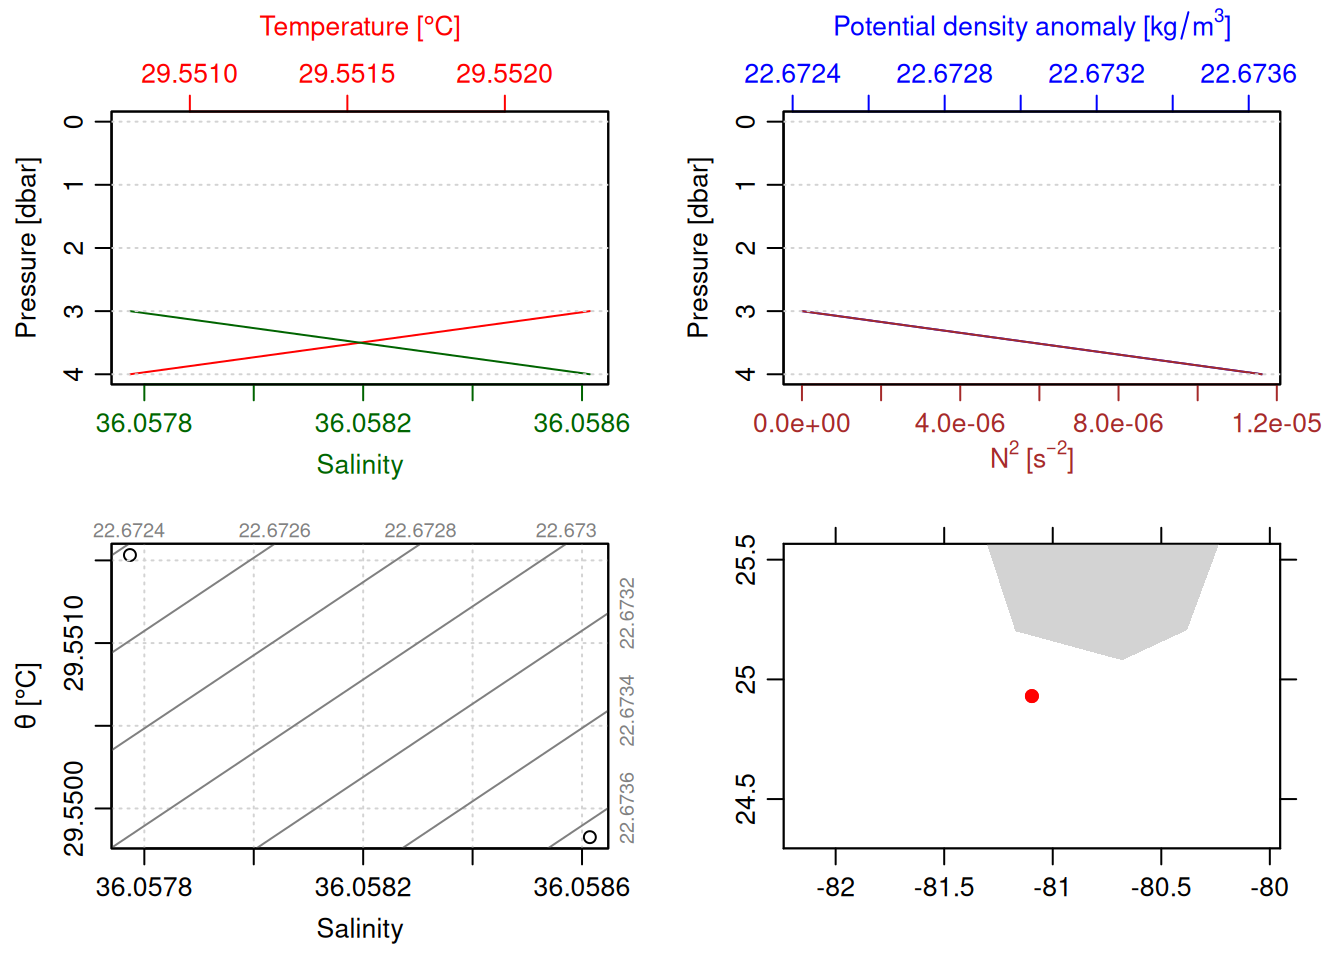 Temperature [°C]
29.5510 29.5515 29.5520
0
1
2
3
4
Pressure [dbar]
36.0578 36.0582 36.0586
Salinity
Potential density anomaly [kg/m³]
22.6724 22.6728 22.6732 22.6736
0
1
2
3
4
Pressure [dbar]
0.0e+00 4.0e-06 8.0e-06 1.2e-05
N² [s⁻²]
22.6724 22.6726 22.6728 22.673
22.6732
22.6734
22.6736
29.5510
29.5500
θ [°C]
36.0578 36.0582 36.0586
Salinity
25.5
25
24.5
-82 -81.5 -81 -80.5 -80